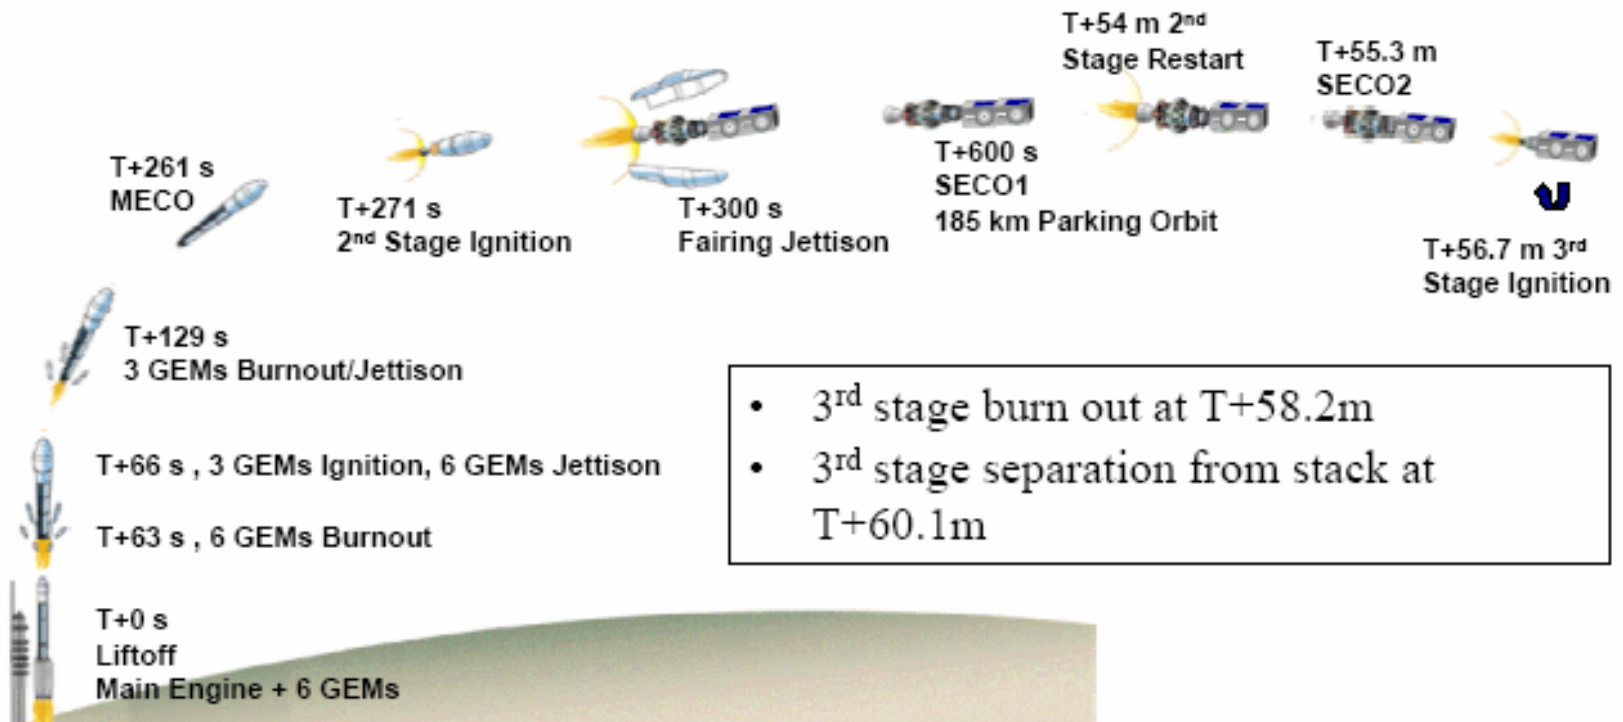 T+54 m 2nd
Stage Restart
T+55.3 m
SECO2
T+261 s
MECO
T+271 s
2nd Stage Ignition
T+300 s
Fairing Jettison
T+600 s
SECO1
185 km Parking Orbit
T+56.7 m 3rd
Stage Ignition
T+129 s
3 GEMs Burnout/Jettison
T+66 s , 3 GEMs Ignition, 6 GEMs Jettison
T+63 s , 6 GEMs Burnout
T+0 s
Liftoff
Main Engine + 6 GEMs
• 3rd stage burn out at T+58.2m
• 3rd stage separation from stack at
T+60.1m